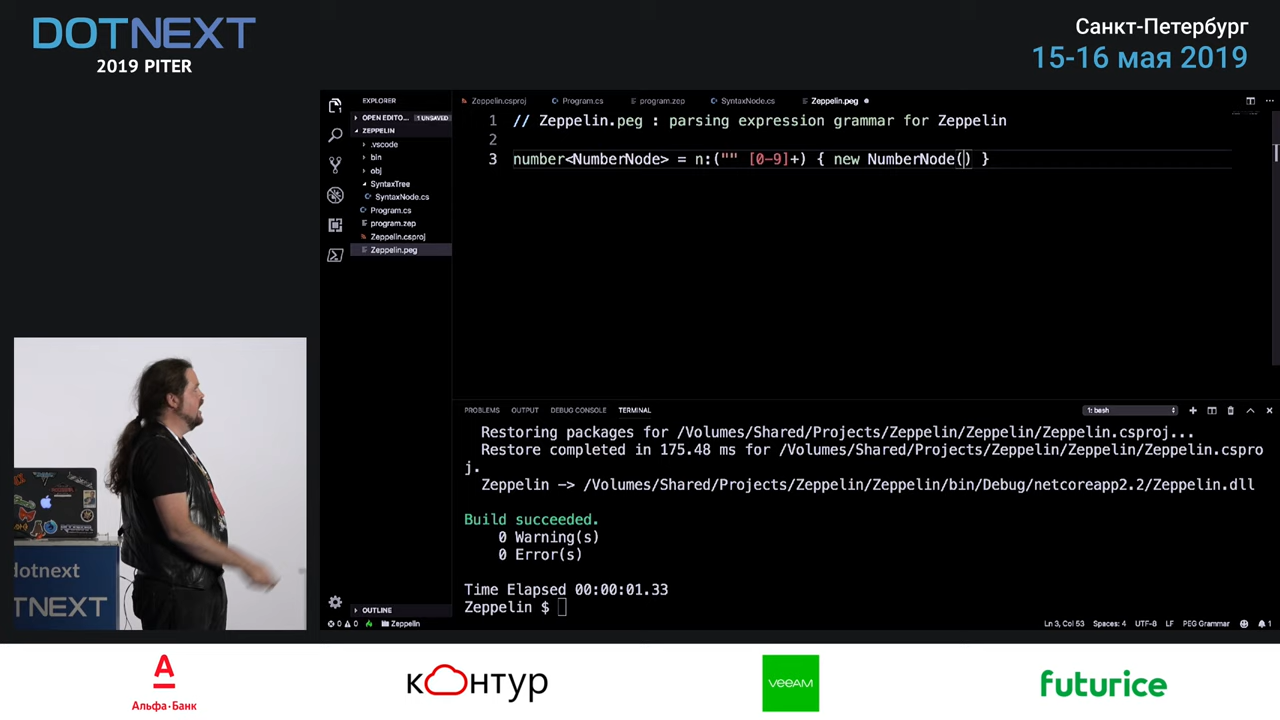 DOTNEXT
2019 PITER
Санкт-Петербург
15-16 мая 2019
EXPLORER
OPEN EDITO... 1 UNSAVED
ZEPPELIN
.vscode
bin
obj
SyntaxTree
SyntaxNode.cs
Program.cs
program.zep
Zeppelin.csproj
Zeppelin.peg
OUTLINE
Zeppelin.csproj Program.cs program.zep SyntaxNode.cs Zeppelin.peg
1 // Zeppelin.peg : parsing expression grammar for Zeppelin
2
3 number<NumberNode> = n:("" [0-9]+) { new NumberNode() }
PROBLEMS OUTPUT DEBUG CONSOLE TERMINAL 1: bash
Restoring packages for /Volumes/Shared/Projects/Zeppelin/Zeppelin/Zeppelin.csproj...
Restore completed in 175.48 ms for /Volumes/Shared/Projects/Zeppelin/Zeppelin/Zeppelin.cspro
j.
Zeppelin -> /Volumes/Shared/Projects/Zeppelin/Zeppelin/bin/Debug/netcoreapp2.2/Zeppelin.dll
Build succeeded.
0 Warning(s)
0 Error(s)
Time Elapsed 00:00:01.33
Zeppelin $
0 0 Zeppelin Ln 3, Col 53 Spaces: 4 UTF-8 LF PEG Grammar 1
dotnext
TNEXT
Альфа·Банк
кОнтур
veeAM
futurice